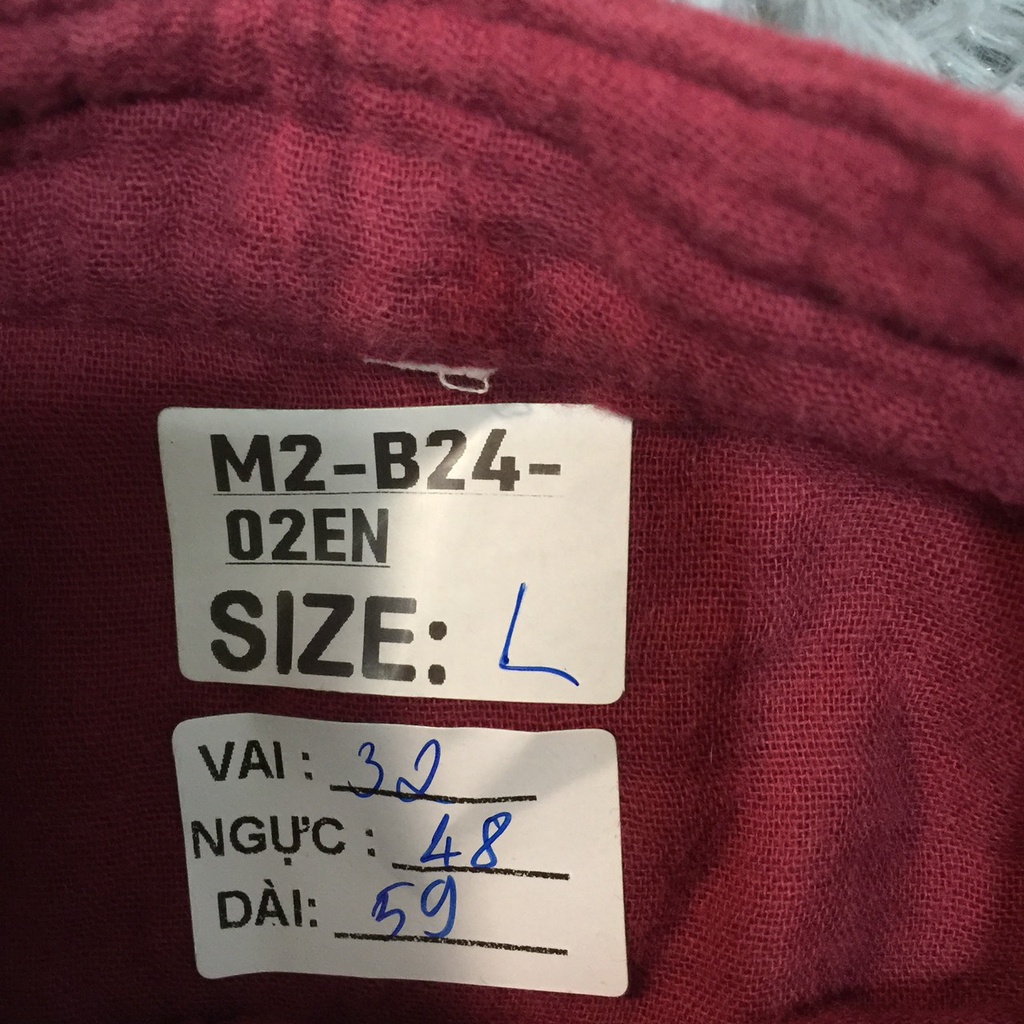 M2-B24-
02EN
SIZE: L
VAI : 32
NGỰC : 48
DÀI: 59